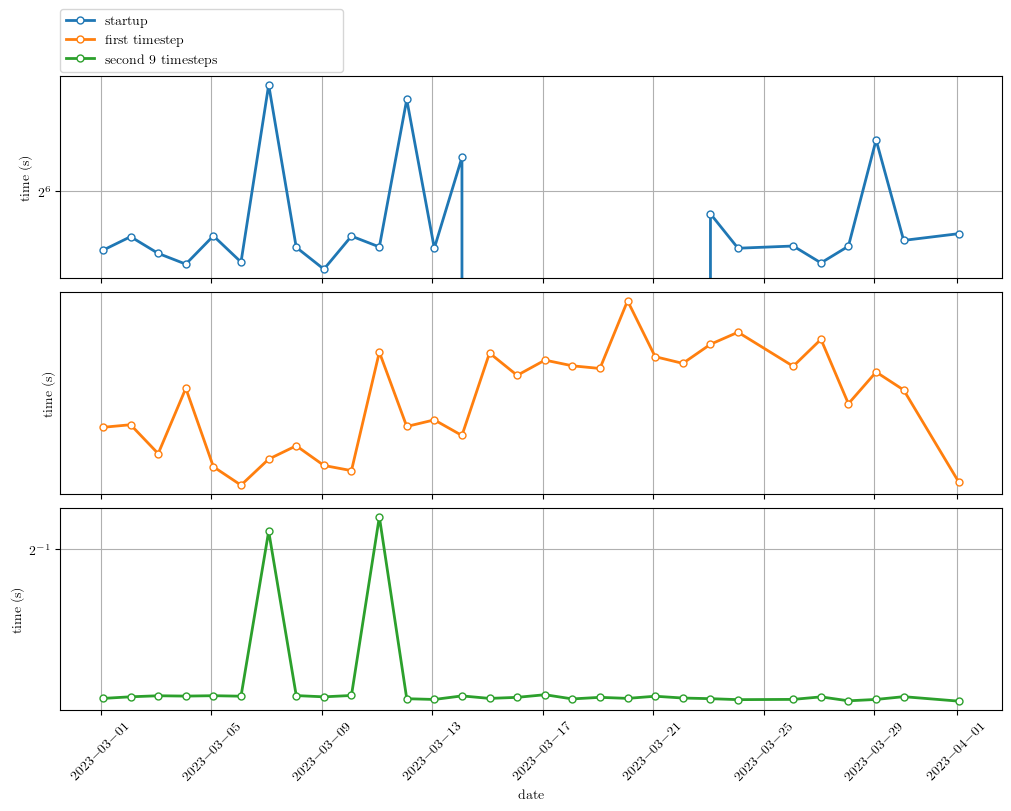 startup
first timestep
second 9 timesteps
time (s)
2^6
time (s)
time (s)
2^−1
2023−03−01
2023−03−05
2023−03−09
2023−03−13
2023−03−17
2023−03−21
2023−03−25
2023−03−29
2023−04−01
date